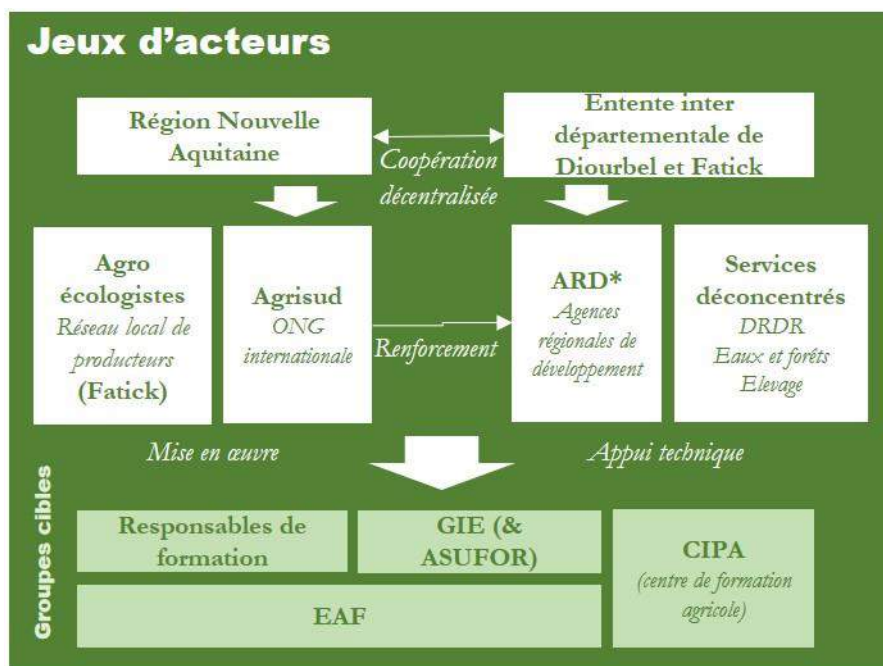 Jeux d'acteurs
Région Nouvelle
Aquitaine
Coopération
décentralisée
Entente inter
départementale de
Diourbel et Fatick
Agro
écologistes
Réseau local de
producteurs
(Fatick)
Agrisud
ONG
internationale
Renforcement
ARD*
Agences
régionales de
développement
Services
déconcentrés
DRDR
Eaux et forêts
Elevage
Mise en œuvre
Appui technique
Groupes cibles
Responsables de
formation
GIE (&
ASUFOR)
CIPA
(centre de formation
agricole)
EAF